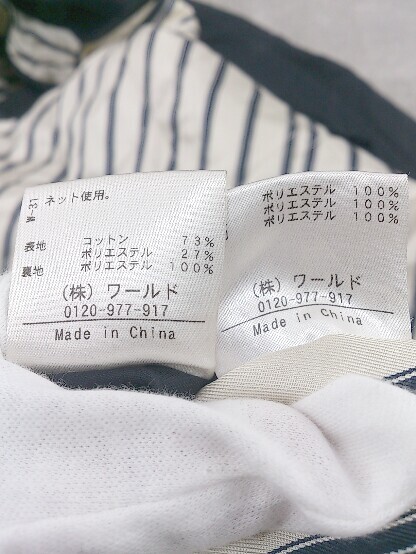 ネット使用。
表地 コットン 73%
ポリエステル 27%
裏地 ポリエステル 100%
(株) ワールド
0120-977-917
Made in China
ポリエステル 100%
ポリエステル 100%
ポリエステル 100%
(株) ワールド
0120-977-917
Made in China